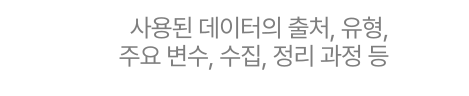 사용된 데이터의 출처, 유형,
주요 변수, 수집, 정리 과정 등